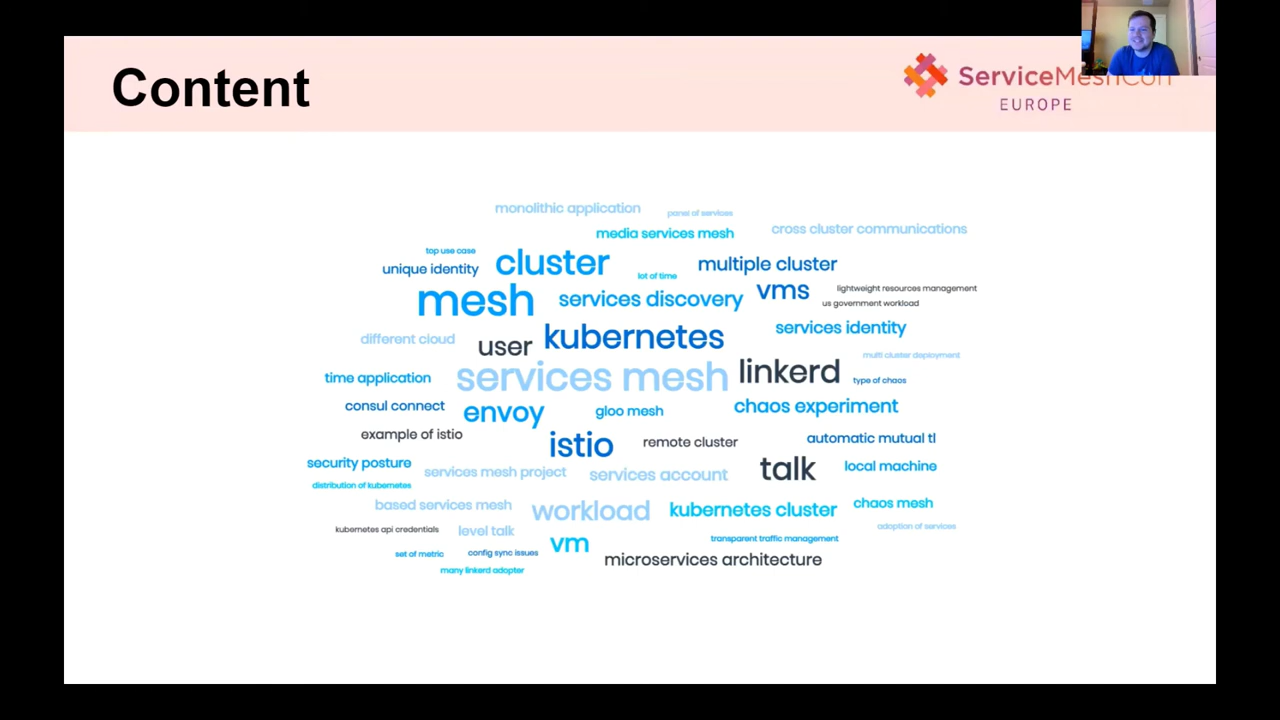 Content
ServiceMeshCon
EUROPE
monolithic application
panel of services
media services mesh
cross cluster communications
top use case
unique identity
cluster
lot of time
multiple cluster
mesh
services discovery
vms
lightweight resources management
us government workload
different cloud
user
kubernetes
services identity
multi cluster deployment
time application
services mesh
linkerd
type of chaos
consul connect
envoy
gloo mesh
chaos experiment
example of istio
istio
remote cluster
automatic mutual tl
security posture
services mesh project
services account
talk
local machine
distribution of kubernetes
based services mesh
workload
kubernetes cluster
chaos mesh
kubernetes api credentials
level talk
adoption of services
set of metric
config sync issues
vm
transparent traffic management
many linkerd adopter
microservices architecture